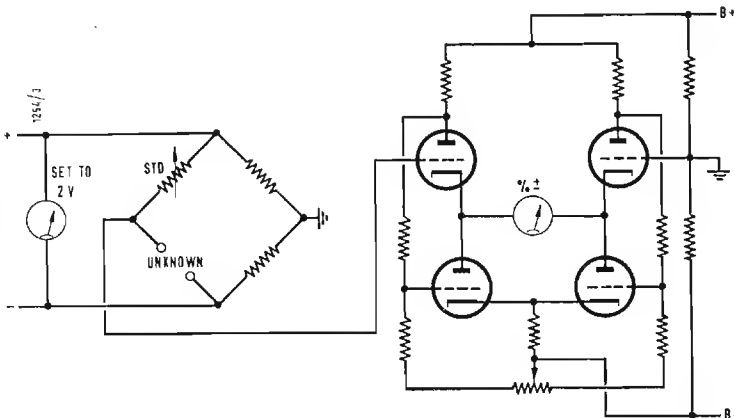 B+
1254/3
+
SET TO
2 V
STD
% ±
UNKNOWN
-
B